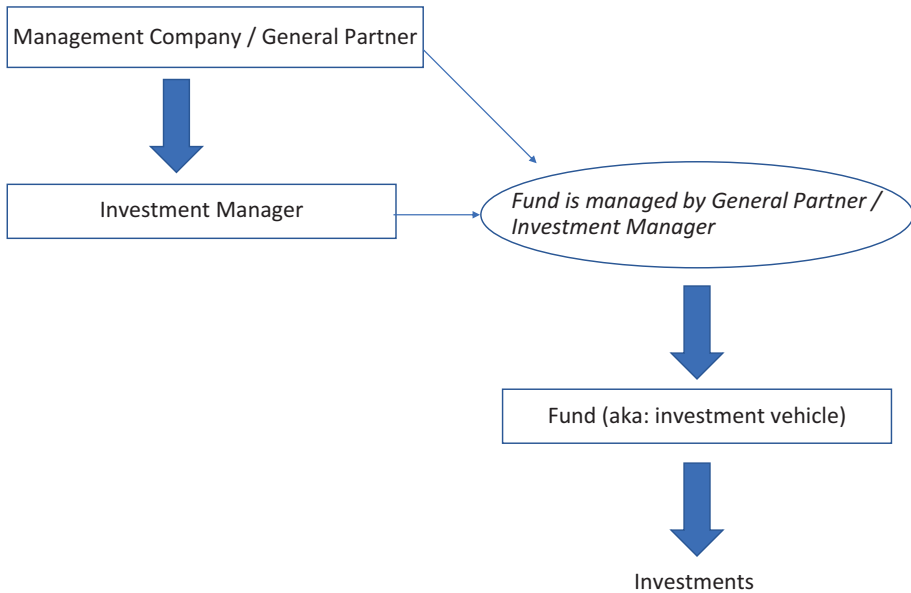 Management Company / General Partner
Investment Manager
Fund is managed by General Partner /
Investment Manager
Fund (aka: investment vehicle)
Investments